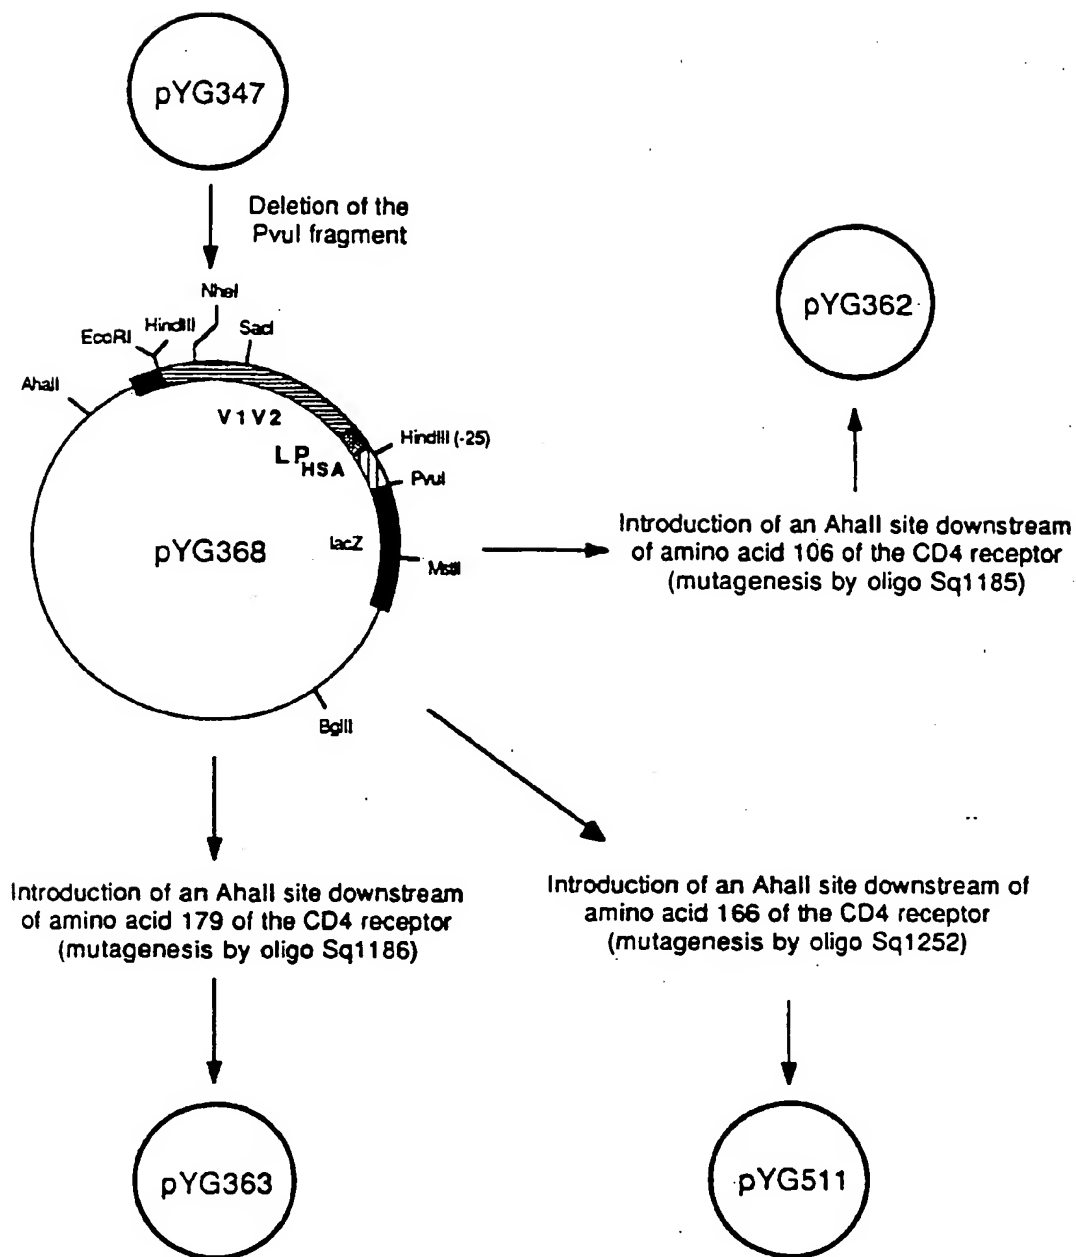 pYG347
Deletion of the
PvuI fragment
NheI
EcoRI
HindIII
SacI
AhaII
V1V2
HindIII (-25)
LP HSA
PvuI
pYG368
lacZ
MstII
BglII
pYG362
Introduction of an AhaII site downstream
of amino acid 106 of the CD4 receptor
(mutagenesis by oligo Sq1185)
Introduction of an AhaII site downstream
of amino acid 179 of the CD4 receptor
(mutagenesis by oligo Sq1186)
Introduction of an AhaII site downstream of
amino acid 166 of the CD4 receptor
(mutagenesis by oligo Sq1252)
pYG363
pYG511